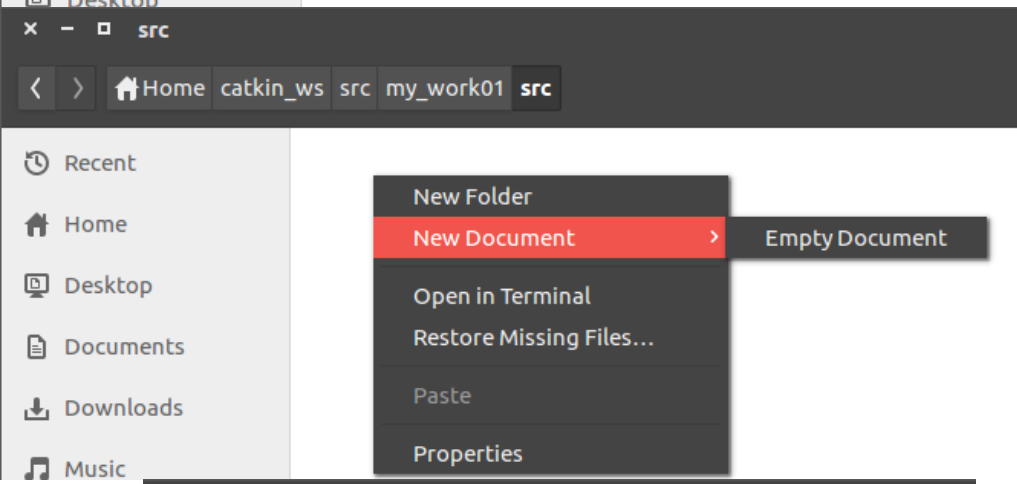 Desktop
src
Home catkin_ws src my_work01 src
Recent
Home
Desktop
Documents
Downloads
Music
New Folder
New Document
Empty Document
Open in Terminal
Restore Missing Files...
Paste
Properties